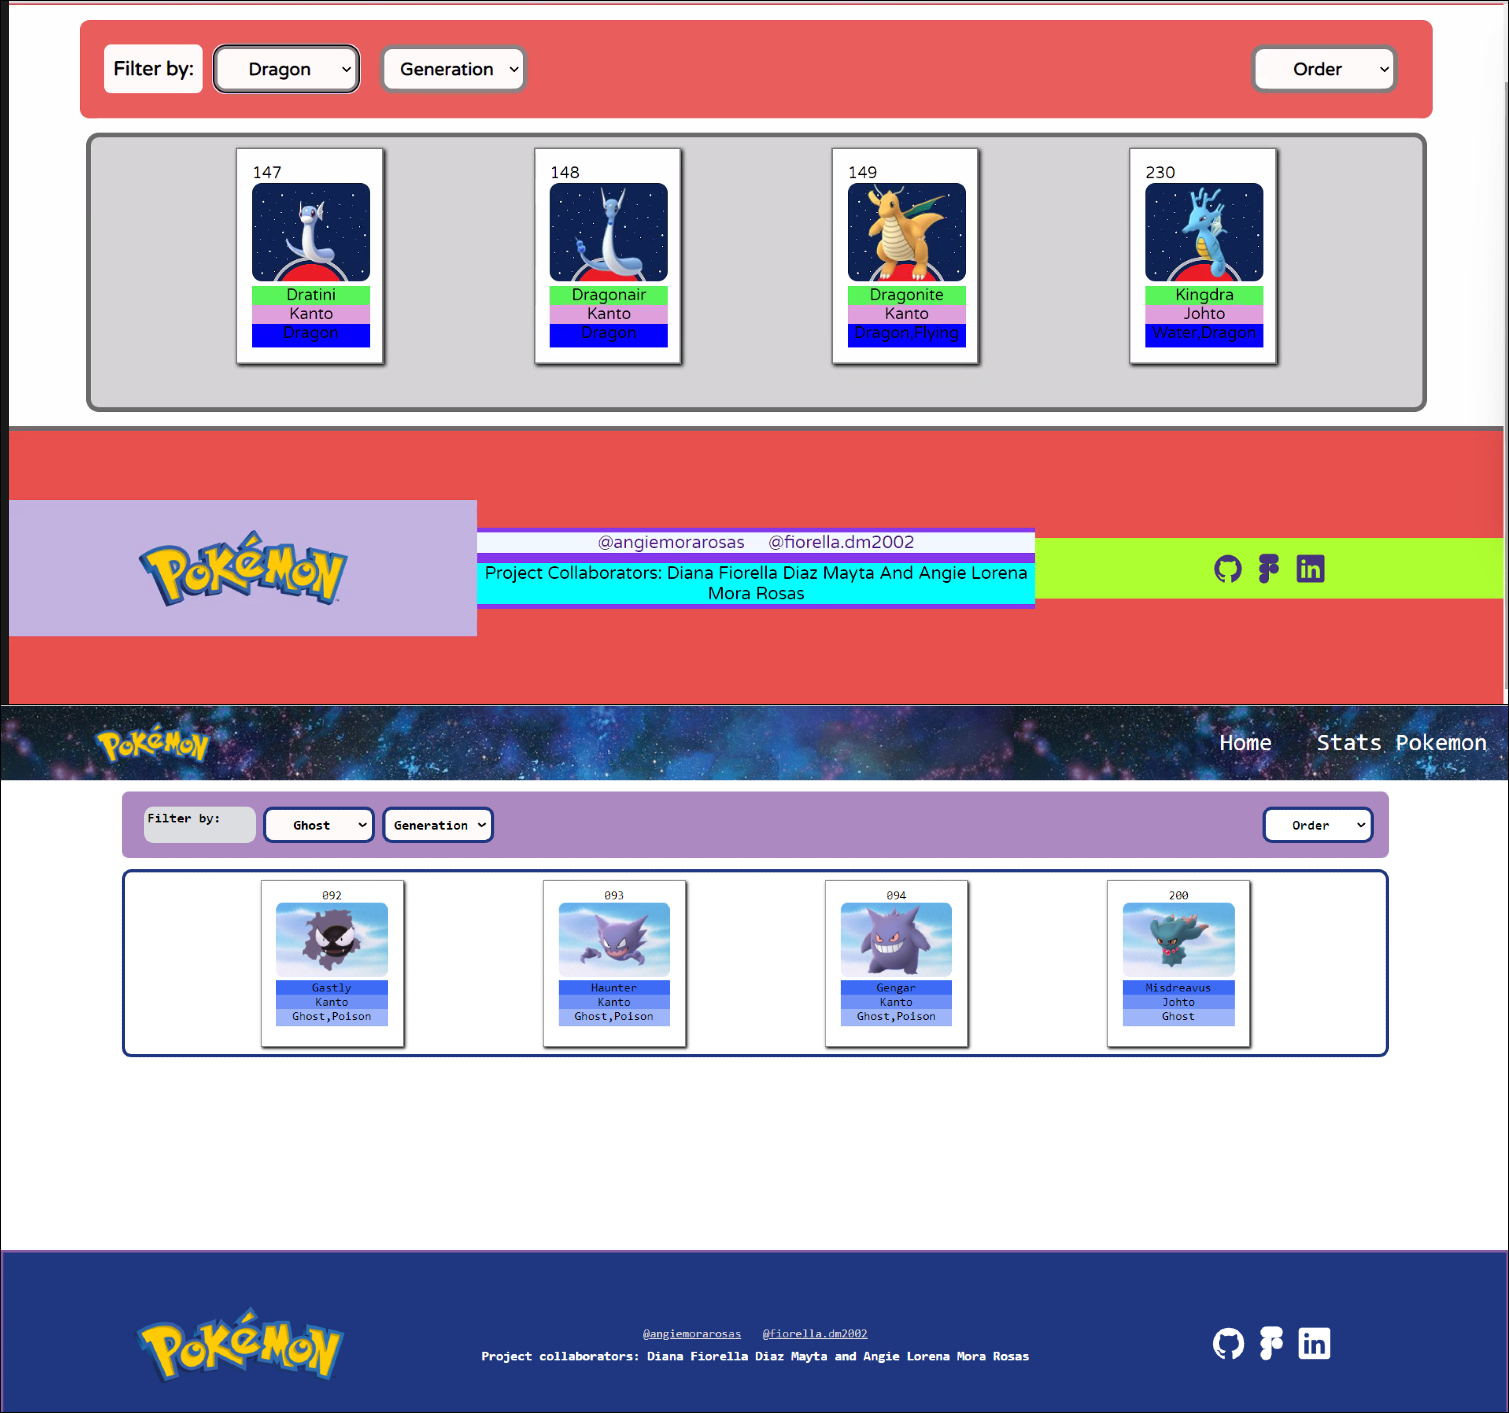 Filter by: Dragon Generation Order
147 148 149 230
Dratini Dragonair Dragonite Kingdra
Kanto Kanto Kanto Johto
Dragon Dragon Dragon,Flying Water,Dragon
@angiemorarosas @fiorella.dm2002
POKéMON
Project Collaborators: Diana Fiorella Diaz Mayta And Angie Lorena
Mora Rosas
POKéMON Home Stats Pokemon
Filter by: Ghost Generation Order
092 093 094 200
Gastly Haunter Gengar Misdreavus
Kanto Kanto Kanto Johto
Ghost,Poison Ghost,Poison Ghost,Poison Ghost
POKéMON
@angiemorarosas @fiorella.dm2002
Project collaborators: Diana Fiorella Diaz Mayta and Angie Lorena Mora Rosas